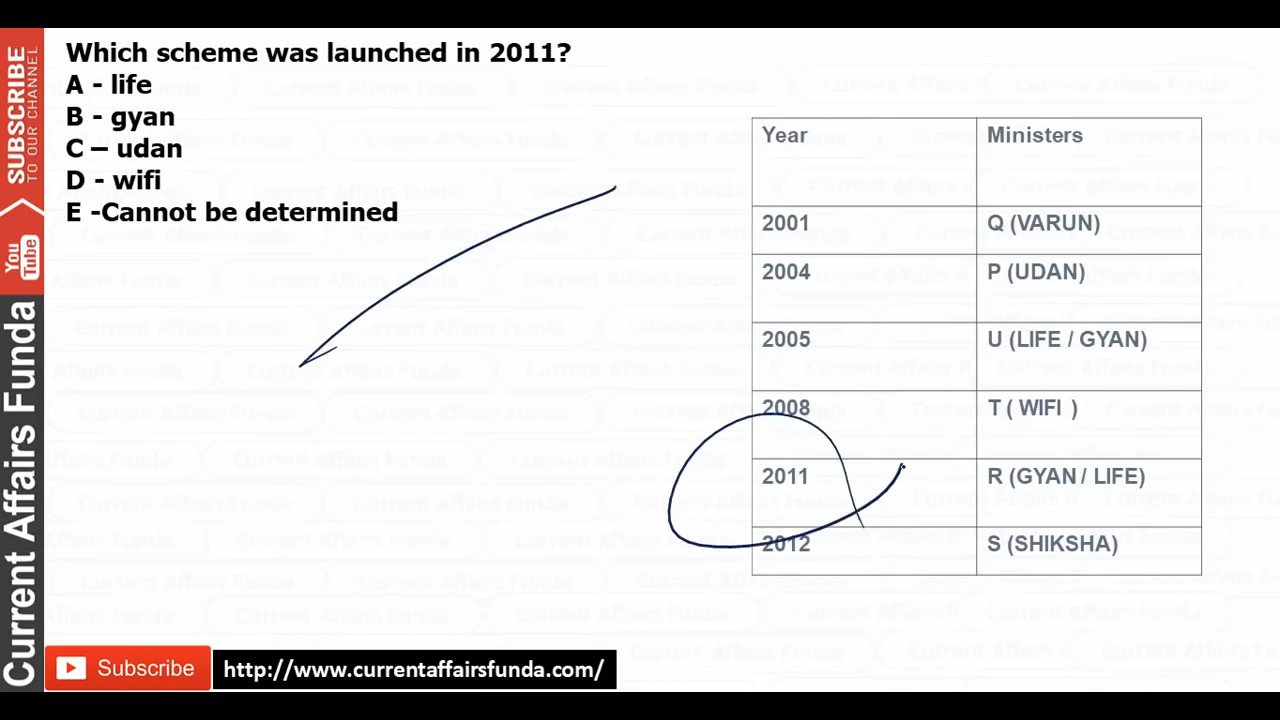 Which scheme was launched in 2011?
A - life
B - gyan
C – udan
D - wifi
E -Cannot be determined
Year Ministers
2001 Q (VARUN)
2004 P (UDAN)
2005 U (LIFE / GYAN)
2008 T ( WIFI )
2011 R (GYAN / LIFE)
2012 S (SHIKSHA)
SUBSCRIBE
TO OUR CHANNEL
You
Tube
Current Affairs Funda
Subscribe
http://www.currentaffairsfunda.com/